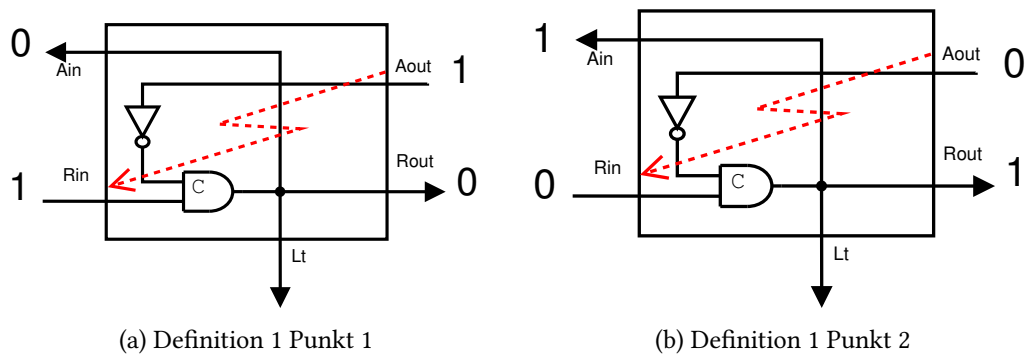 0
Ain
Aout
1
Rin
1
C
Rout
0
Lt
(a) Definition 1 Punkt 1
1
Ain
Aout
0
Rin
0
C
Rout
1
Lt
(b) Definition 1 Punkt 2